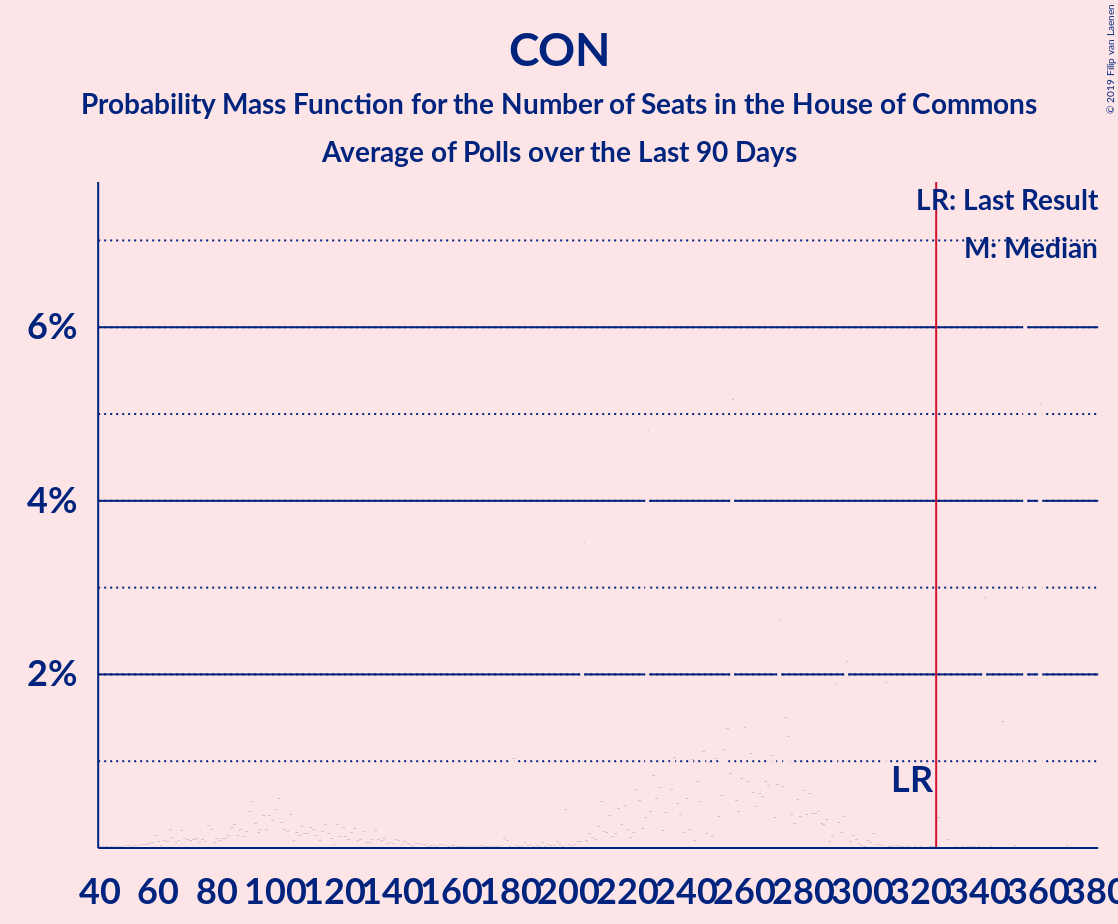 CON
Probability Mass Function for the Number of Seats in the House of Commons
Average of Polls over the Last 90 Days
© 2019 Filip van Laenen
LR: Last Result
M: Median
6%
4%
2%
LR
40 60 80 100 120 140 160 180 200 220 240 260 280 300 320 340 360 380